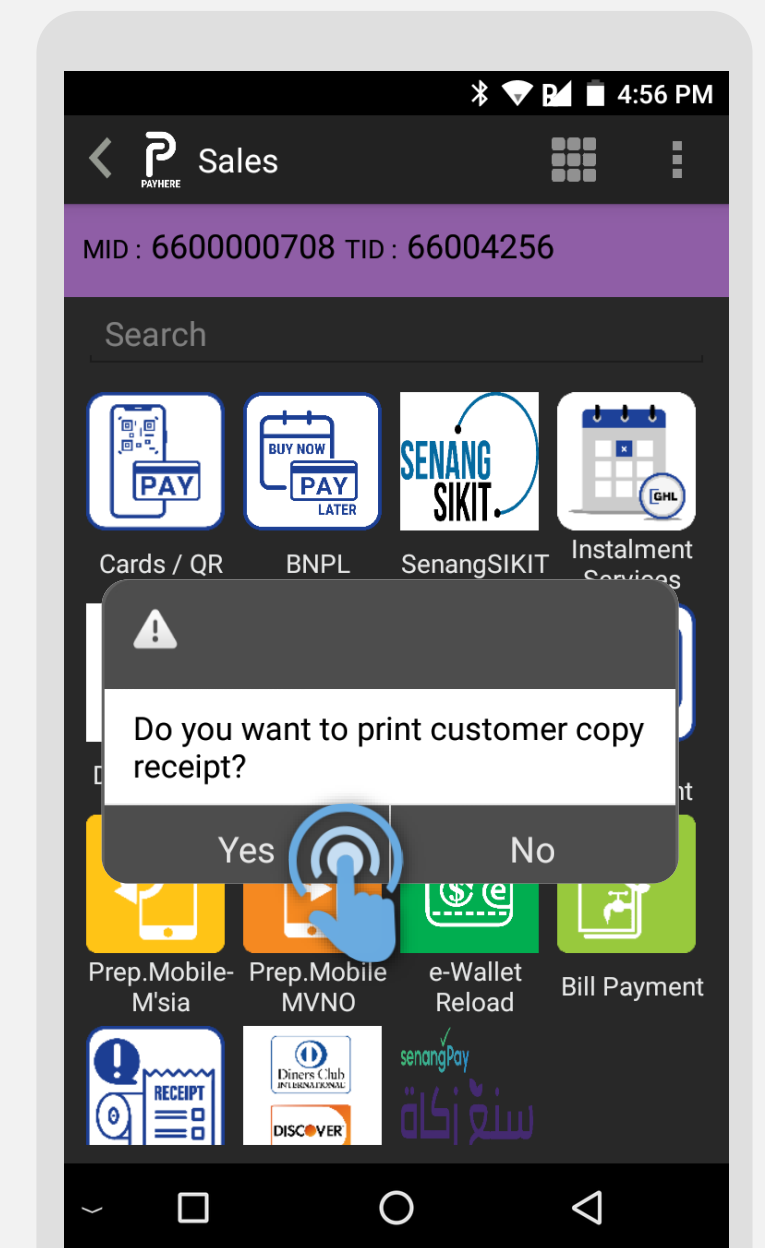 4:56 PM
PAYHERE
Sales
MID : 6600000708 TID : 66004256
Search
PAY
BUY NOW
PAY
LATER
SENANG
SIKIT.
GHL
Cards / QR
BNPL
SenangSIKIT
Instalment
Services
Do you want to print customer copy
receipt?
Yes
No
Prep.Mobile-
M'sia
Prep.Mobile
MVNO
e-Wallet
Reload
Bill Payment
RECEIPT
Diners Club
INTERNATIONAL
DISCOVER
senangPay
سنڠ زكاة